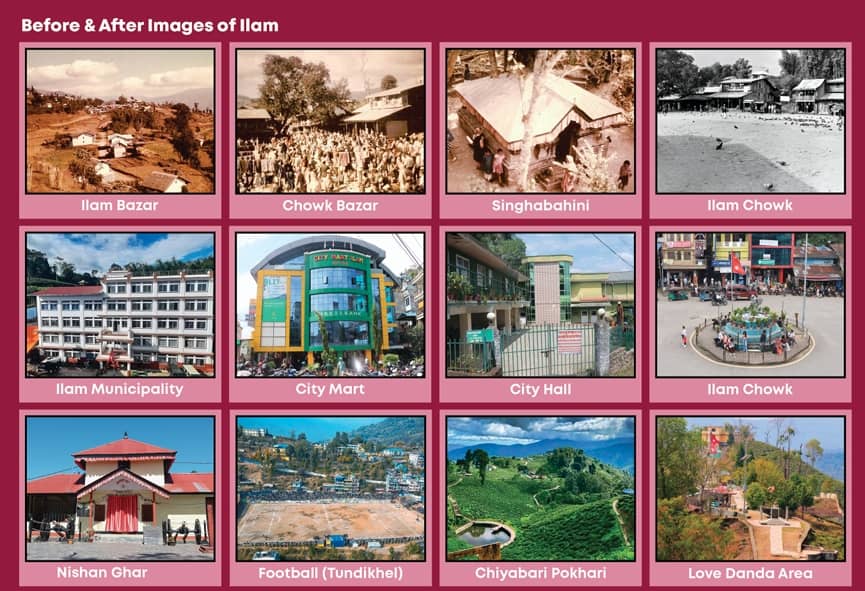 Before & After Images of Ilam
Ilam Bazar
Chowk Bazar
Singhabahini
Ilam Chowk
CITY MART ILAM
Ilam Municipality
City Mart
City Hall
Ilam Chowk
Nishan Ghar
Football (Tundikhel)
Chiyabari Pokhari
Love Danda Area